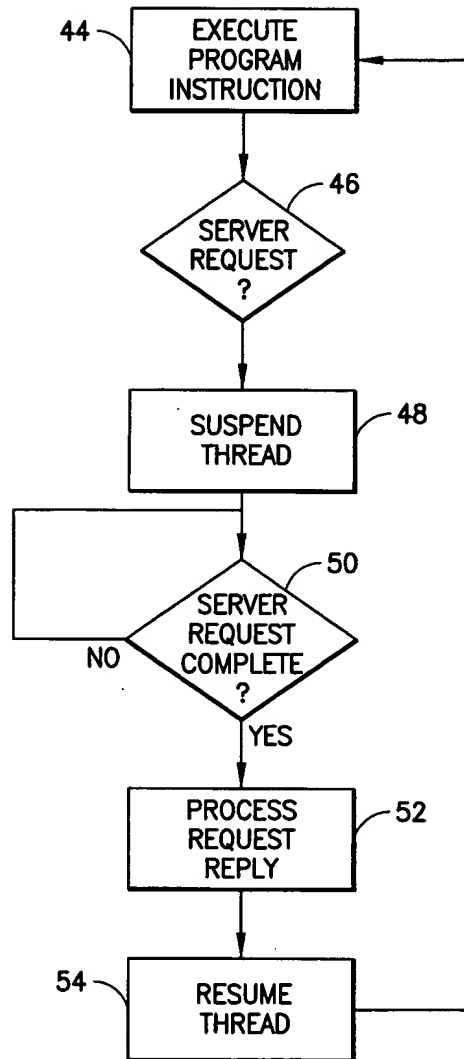 44
EXECUTE
PROGRAM
INSTRUCTION
46
SERVER
REQUEST
?
48
SUSPEND
THREAD
50
SERVER
REQUEST
COMPLETE
?
NO
YES
52
PROCESS
REQUEST
REPLY
54
RESUME
THREAD